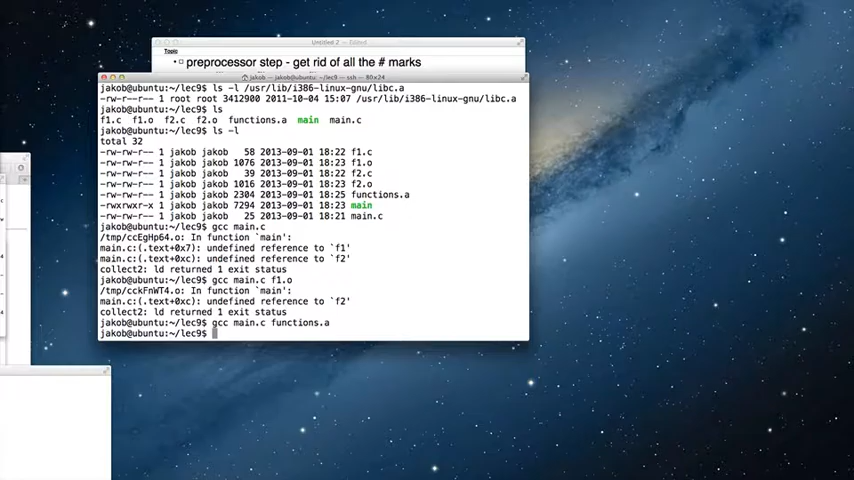 Untitled 2 — Edited
Topic
preprocessor step - get rid of all the # marks
jakob — jakob@ubuntu: ~/lec9 — ssh — 80×24
jakob@ubuntu:~/lec9$ ls -l /usr/lib/i386-linux-gnu/libc.a
-rw-r--r-- 1 root root 3412900 2011-10-04 15:07 /usr/lib/i386-linux-gnu/libc.a
jakob@ubuntu:~/lec9$ ls
f1.c  f1.o  f2.c  f2.o  functions.a  main  main.c
jakob@ubuntu:~/lec9$ ls -l
total 32
-rw-rw-r-- 1 jakob jakob   58 2013-09-01 18:22 f1.c
-rw-rw-r-- 1 jakob jakob 1076 2013-09-01 18:23 f1.o
-rw-rw-r-- 1 jakob jakob   39 2013-09-01 18:22 f2.c
-rw-rw-r-- 1 jakob jakob 1016 2013-09-01 18:23 f2.o
-rw-rw-r-- 1 jakob jakob 2304 2013-09-01 18:25 functions.a
-rwxrwxr-x 1 jakob jakob 7294 2013-09-01 18:23 main
-rw-rw-r-- 1 jakob jakob   25 2013-09-01 18:21 main.c
jakob@ubuntu:~/lec9$ gcc main.c
/tmp/ccEgHp64.o: In function `main':
main.c:(.text+0x7): undefined reference to `f1'
main.c:(.text+0xc): undefined reference to `f2'
collect2: ld returned 1 exit status
jakob@ubuntu:~/lec9$ gcc main.c f1.o
/tmp/cckFnWT4.o: In function `main':
main.c:(.text+0xc): undefined reference to `f2'
collect2: ld returned 1 exit status
jakob@ubuntu:~/lec9$ gcc main.c functions.a
jakob@ubuntu:~/lec9$